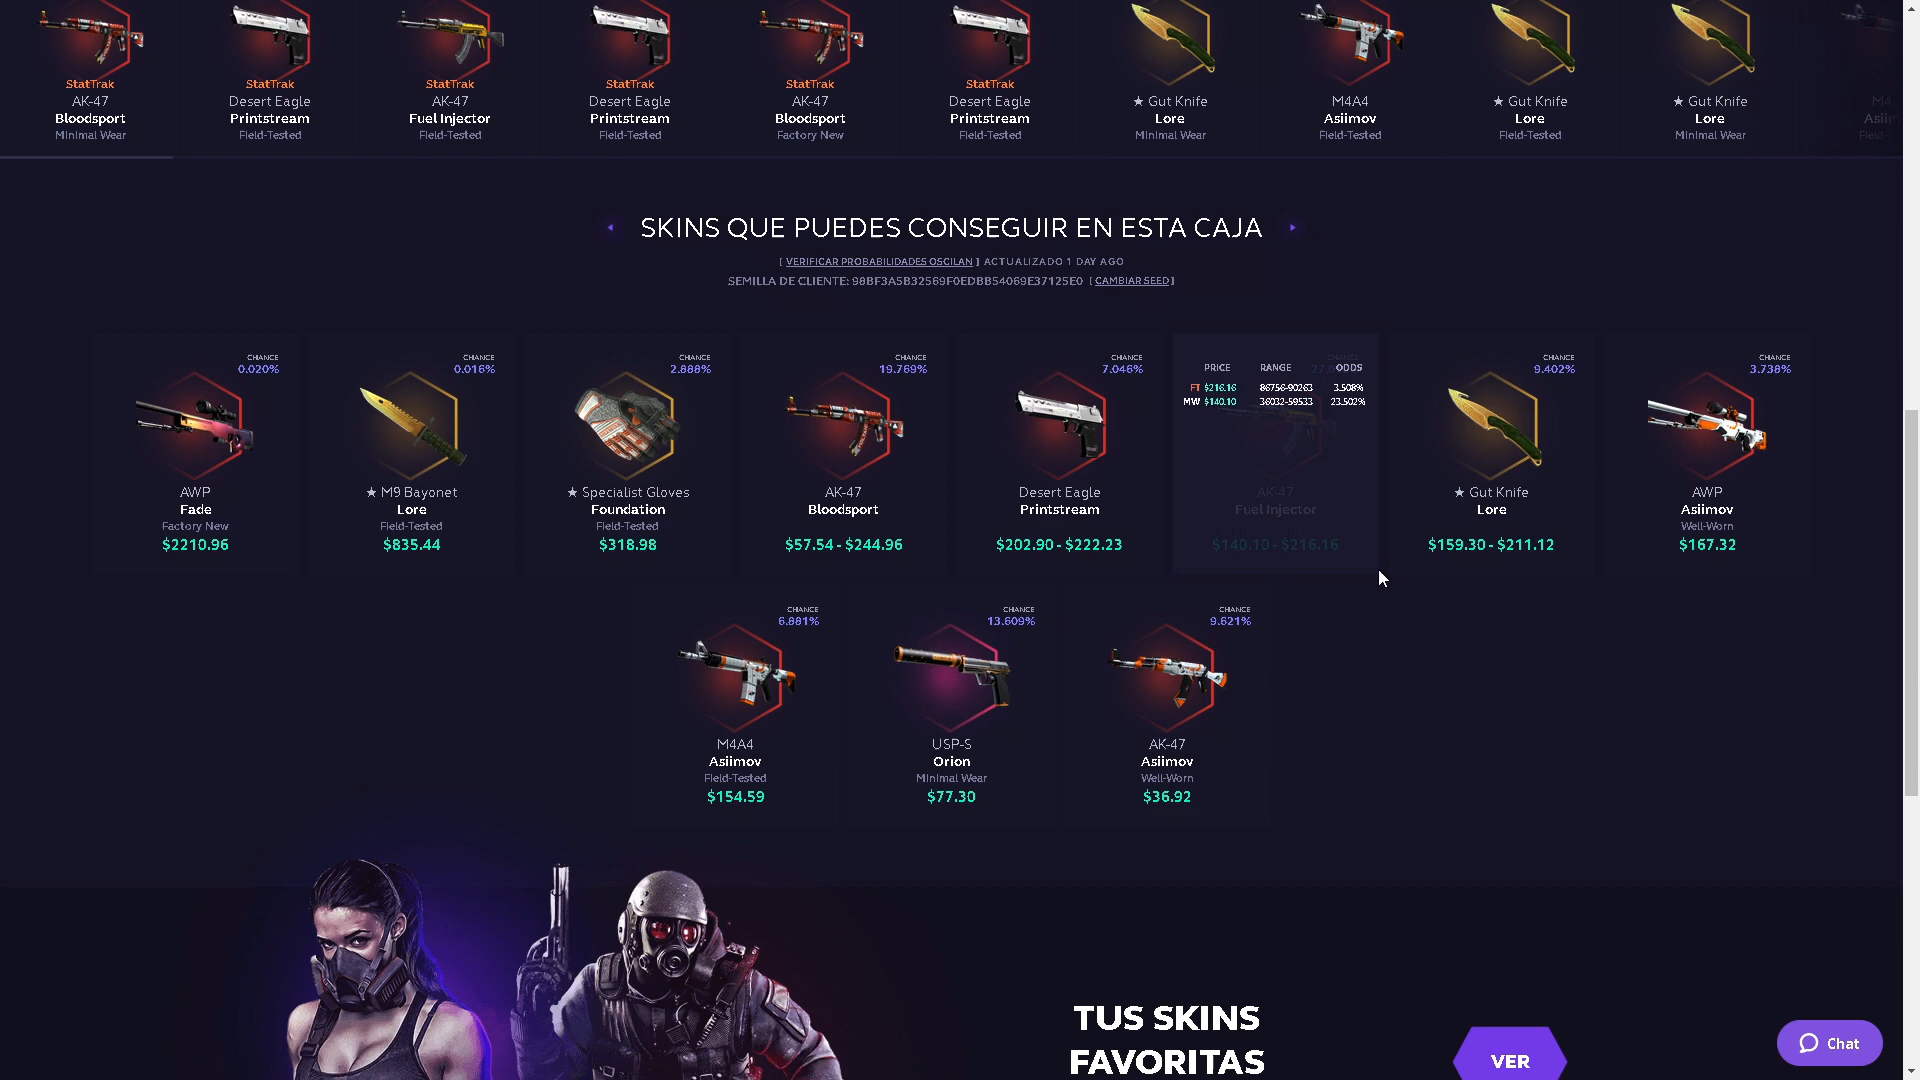 StatTrak
AK-47
Bloodsport
Minimal Wear
StatTrak
Desert Eagle
Printstream
Field-Tested
StatTrak
AK-47
Fuel Injector
Field-Tested
StatTrak
Desert Eagle
Printstream
Field-Tested
StatTrak
AK-47
Bloodsport
Factory New
StatTrak
Desert Eagle
Printstream
Field-Tested
★ Gut Knife
Lore
Minimal Wear
M4A4
Asiimov
Field-Tested
★ Gut Knife
Lore
Field-Tested
★ Gut Knife
Lore
Minimal Wear
SKINS QUE PUEDES CONSEGUIR EN ESTA CAJA
[ VERIFICAR PROBABILIDADES OSCILAN ] ACTUALIZADO 1 DAY AGO
SEMILLA DE CLIENTE: 98BF3A5B32569F0EDBB54069E37125E0 [ CAMBIAR SEED ]
CHANCE
0.020%
AWP
Fade
Factory New
$2210.96
CHANCE
0.016%
★ M9 Bayonet
Lore
Field-Tested
$835.44
CHANCE
2.888%
★ Specialist Gloves
Foundation
Field-Tested
$318.98
CHANCE
19.769%
AK-47
Bloodsport
$57.54 - $244.96
CHANCE
7.046%
Desert Eagle
Printstream
$202.90 - $222.23
CHANCE
PRICE RANGE ODDS
FT $216.16 86756-90263 3.508%
MW $140.10 36032-59533 23.502%
AK-47
Fuel Injector
$140.10 - $216.16
CHANCE
9.402%
★ Gut Knife
Lore
$159.30 - $211.12
CHANCE
3.738%
AWP
Asiimov
Well-Worn
$167.32
CHANCE
6.881%
M4A4
Asiimov
Field-Tested
$154.59
CHANCE
13.609%
USP-S
Orion
Minimal Wear
$77.30
CHANCE
9.621%
AK-47
Asiimov
Well-Worn
$36.92
TUS SKINS
FAVORITAS
VER
Chat